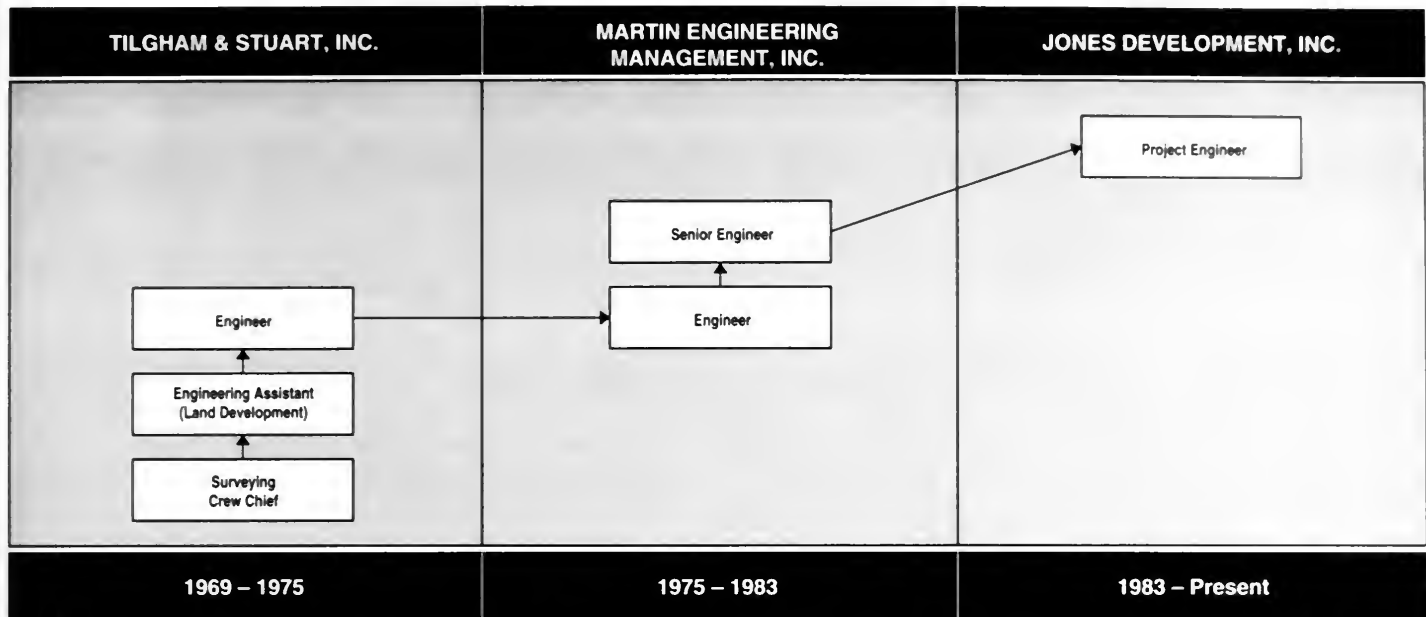 TILGHAM & STUART, INC.
MARTIN ENGINEERING
MANAGEMENT, INC.
JONES DEVELOPMENT, INC.
Project Engineer
Senior Engineer
Engineer
Engineer
Engineering Assistant
(Land Development)
Surveying
Crew Chief
1969 – 1975
1975 – 1983
1983 – Present